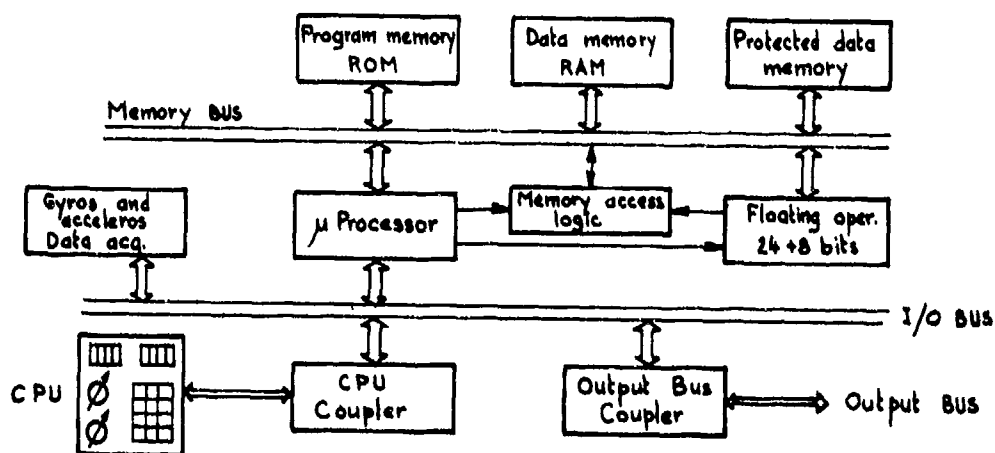 Program memory
ROM
Data memory
RAM
Protected data
memory
Memory BUS
Gyros and
acceleros
Data acq.
µ Processor
Memory access
logic
Floating oper.
24 +8 bits
I/O BUS
CPU
CPU
Coupler
Output Bus
Coupler
Output BUS